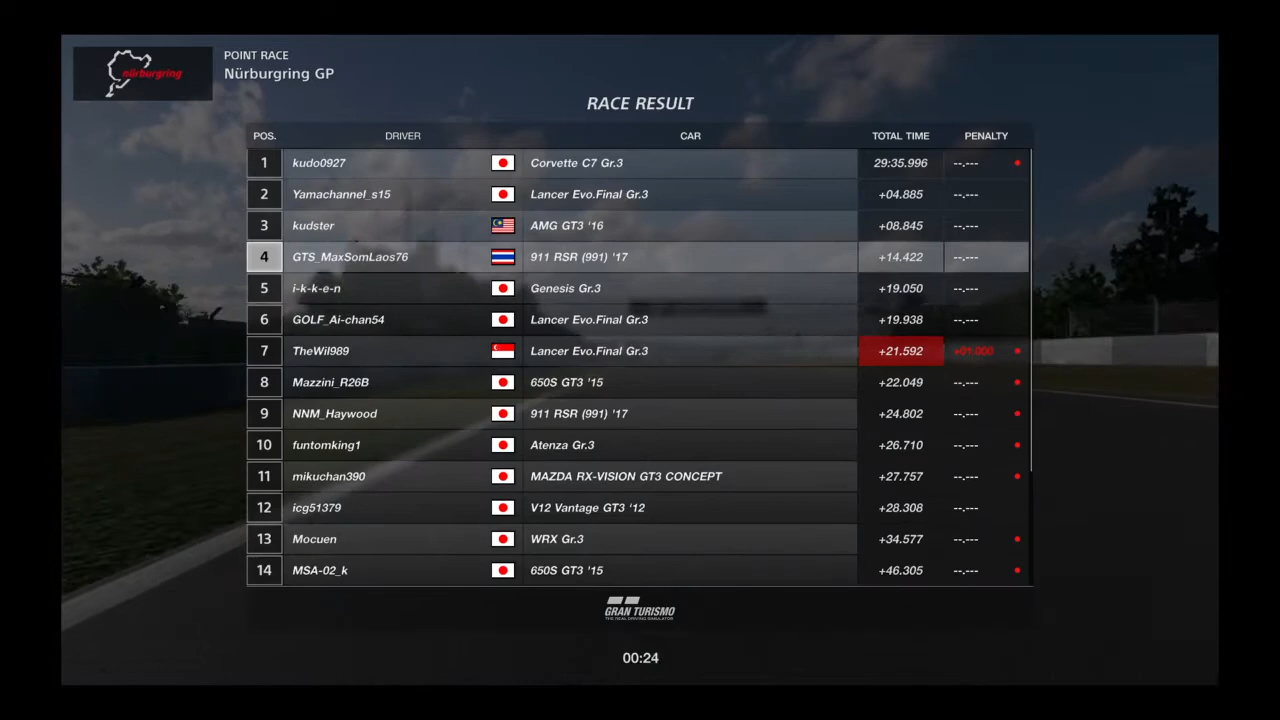 POINT RACE
nürburgring
Nürburgring GP
RACE RESULT
POS. DRIVER CAR TOTAL TIME PENALTY
1 kudo0927 Corvette C7 Gr.3 29:35.996 --.---
2 Yamachannel_s15 Lancer Evo.Final Gr.3 +04.885 --.---
3 kudster AMG GT3 '16 +08.845 --.---
4 GTS_MaxSomLaos76 911 RSR (991) '17 +14.422 --.---
5 i-k-k-e-n Genesis Gr.3 +19.050 --.---
6 GOLF_Ai-chan54 Lancer Evo.Final Gr.3 +19.938 --.---
7 TheWil989 Lancer Evo.Final Gr.3 +21.592 +01.000
8 Mazzini_R26B 650S GT3 '15 +22.049 --.---
9 NNM_Haywood 911 RSR (991) '17 +24.802 --.---
10 funtomking1 Atenza Gr.3 +26.710 --.---
11 mikuchan390 MAZDA RX-VISION GT3 CONCEPT +27.757 --.---
12 icg51379 V12 Vantage GT3 '12 +28.308 --.---
13 Mocuen WRX Gr.3 +34.577 --.---
14 MSA-02_k 650S GT3 '15 +46.305 --.---
GRAN TURISMO
THE REAL DRIVING SIMULATOR
00:24